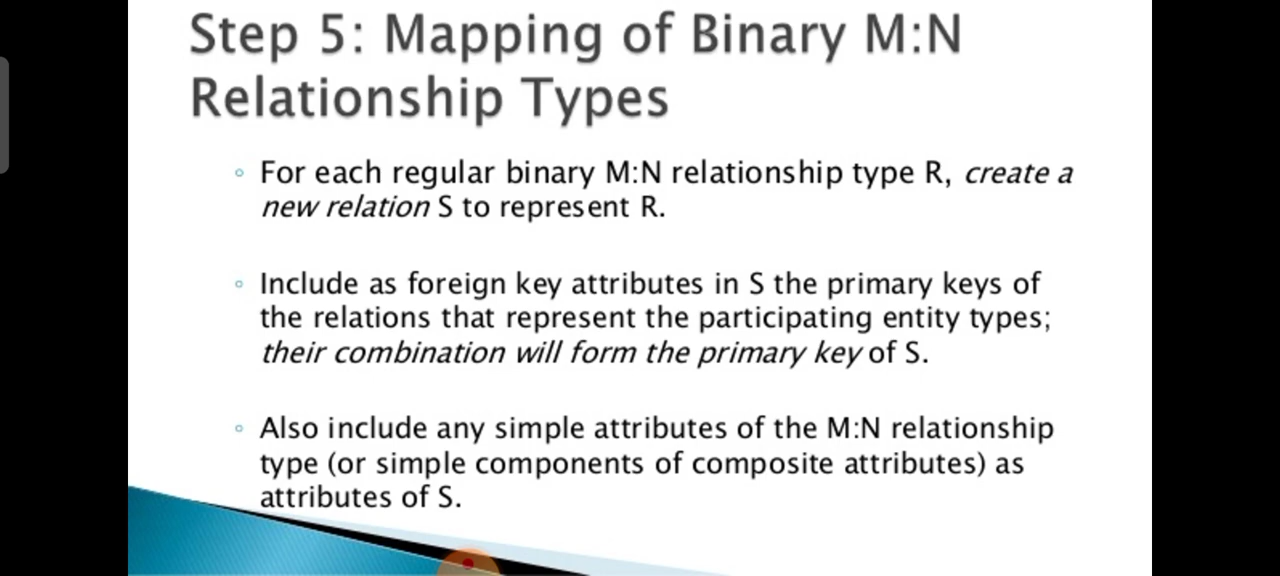 Step 5: Mapping of Binary M:N
Relationship Types
◦ For each regular binary M:N relationship type R, create a
new relation S to represent R.
◦ Include as foreign key attributes in S the primary keys of
the relations that represent the participating entity types;
their combination will form the primary key of S.
◦ Also include any simple attributes of the M:N relationship
type (or simple components of composite attributes) as
attributes of S.